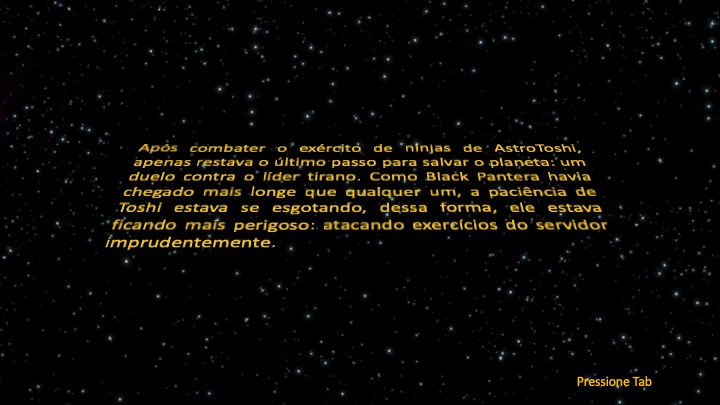 Após combater o exército de ninjas de AstroToshi,
apenas restava o último passo para salvar o planeta: um
duelo contra o líder tirano. Como Black Pantera havia
chegado mais longe que qualquer um, a paciência de
Toshi estava se esgotando, dessa forma, ele estava
ficando mais perigoso: atacando exercícios do servidor
imprudentemente.
Pressione Tab